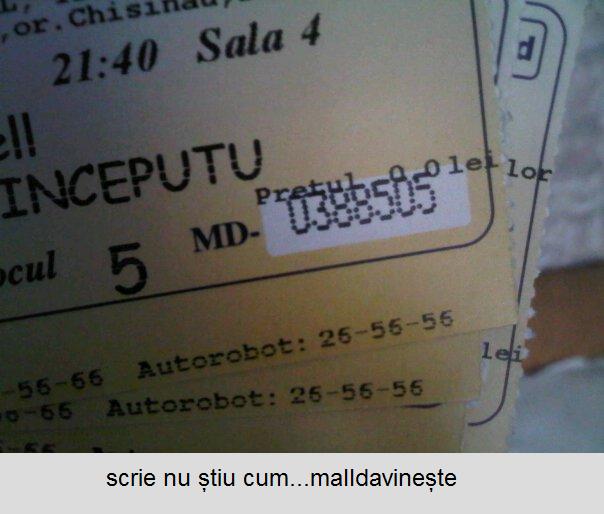 ,or.Chisinau,
21:40 Sala 4
ell
INCEPUTU
Pretul 0.0lei lor
ocul 5 MD-0388505
lei
-56-66 Autorobot: 26-56-56
6-66 Autorobot: 26-56-56
d
scrie nu știu cum...malldavinește